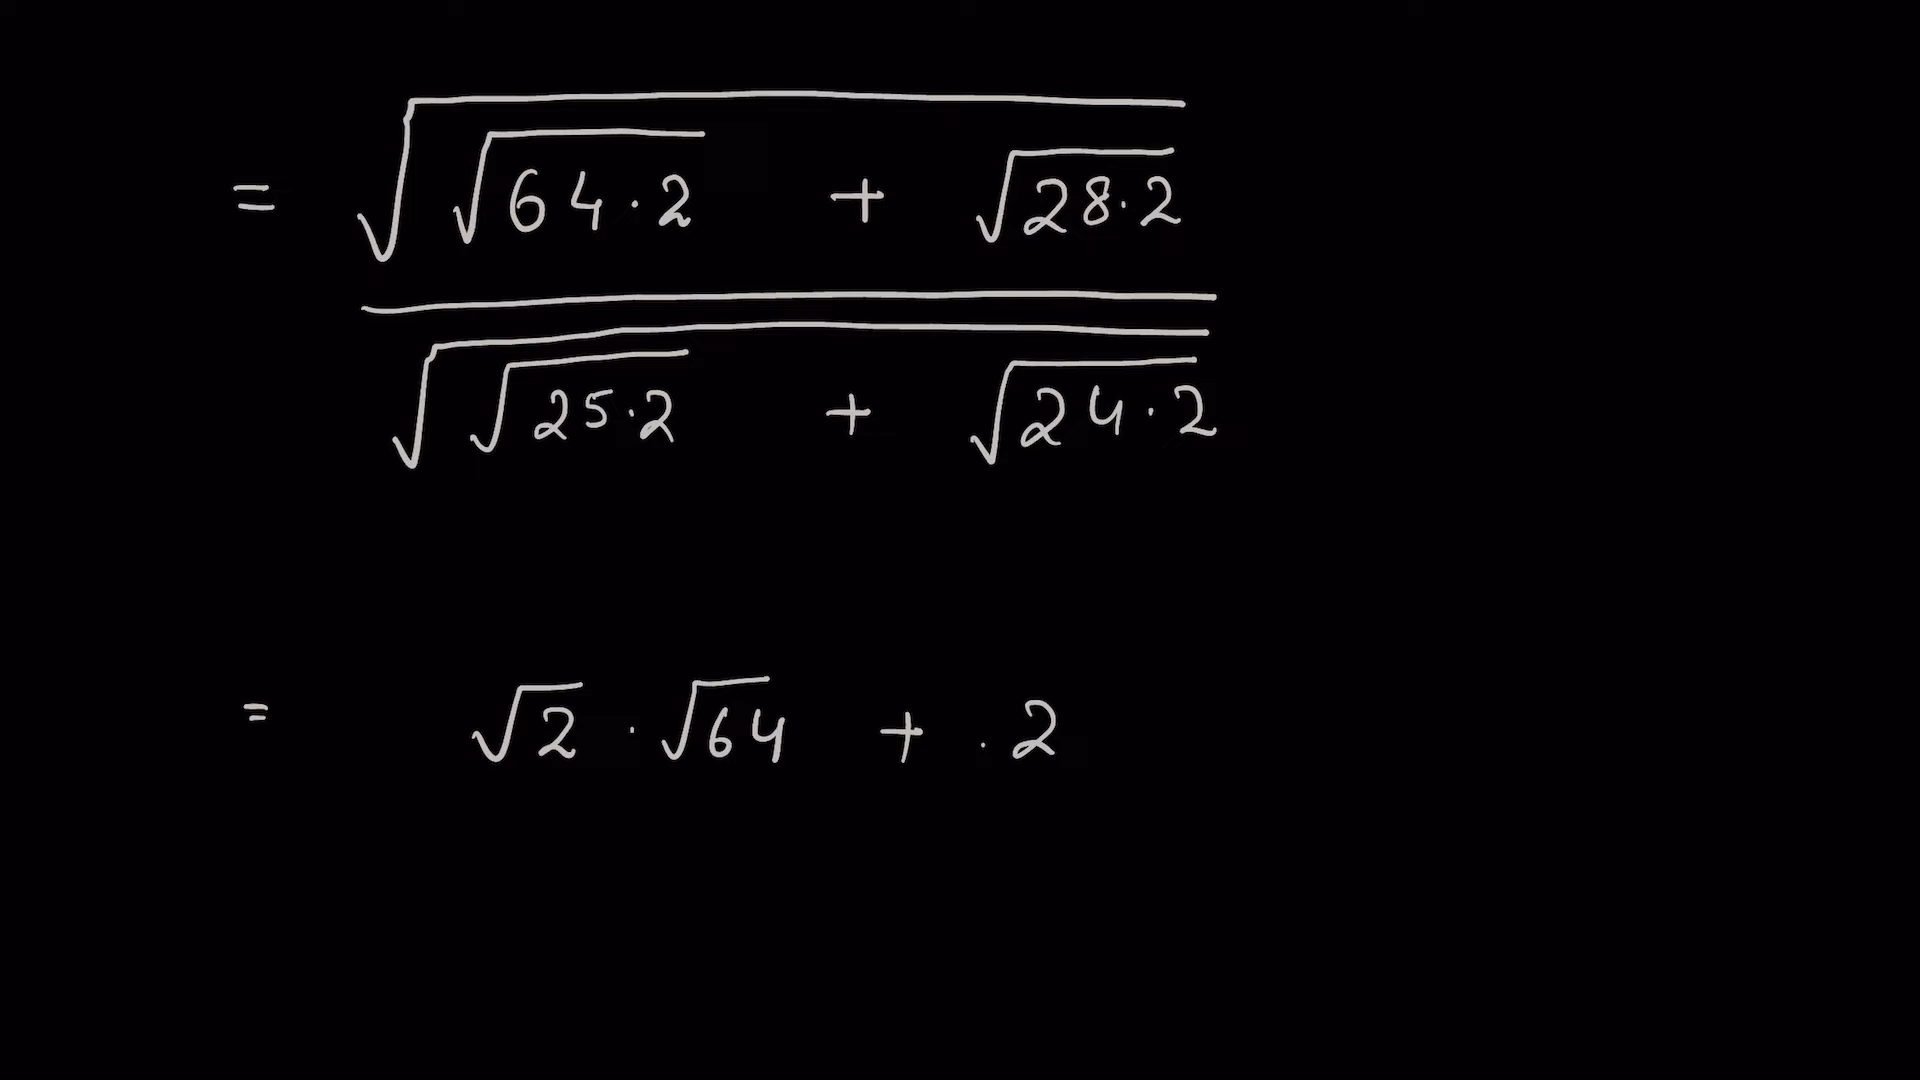 = √(√(64·2) + √(28·2))
√(√(25·2) + √(24·2))
= √2 · √64 + · 2